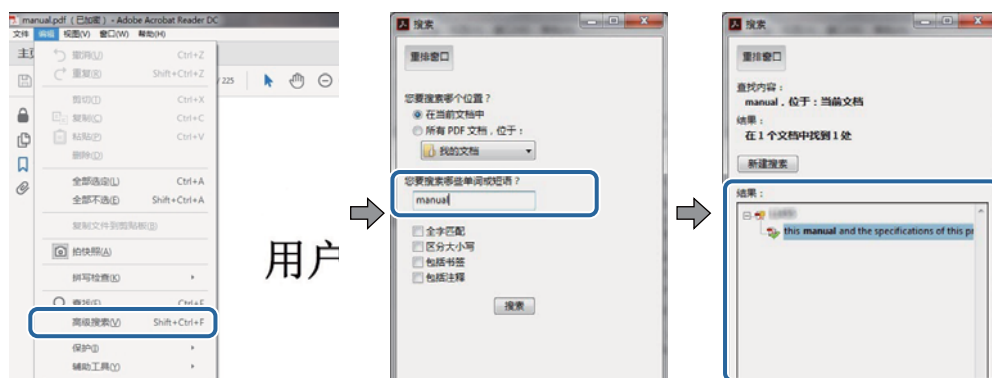 manual.pdf（已加密）- Adobe Acrobat Reader DC
文件 编辑 视图(V) 窗口(W) 帮助(H)
撤消(U) Ctrl+Z
重复(R) Shift+Ctrl+Z
/ 225
剪切(T) Ctrl+X
复制(C) Ctrl+C
粘贴(P) Ctrl+V
删除(D)
全部选定(L) Ctrl+A
全部不选(E) Shift+Ctrl+A
复制文件到剪贴板(B)
拍快照(A)
拼写检查(K)
查找(F) Ctrl+F
高级搜索(V) Shift+Ctrl+F
保护(I)
辅助工具(Y)
用户
搜索
重排窗口
您要搜索哪个位置？
在当前文档中
所有 PDF 文档，位于：
我的文档
您要搜索哪些单词或短语？
manual
全字匹配
区分大小写
包括书签
包括注释
搜索
搜索
重排窗口
查找内容：
manual，位于：当前文档
结果：
在 1 个文档中找到 1 处
新建搜索
结果：
this manual and the specifications of this pr